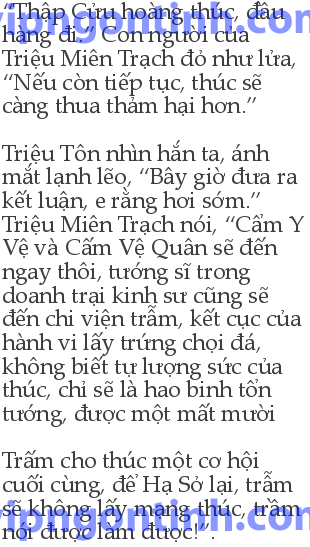 “Thập Cửu hoàng thúc, đầu
hàng đi.” Con người của
Triệu Miên Trạch đỏ như lửa,
“Nếu còn tiếp tục, thúc sẽ
càng thua thảm hại hơn.”
Triệu Tôn nhìn hắn ta, ánh
mắt lạnh lẽo, “Bây giờ đưa ra
kết luận, e rằng hơi sớm.”
Triệu Miên Trạch nói, “Cẩm Y
Vệ và Cấm Vệ Quân sẽ đến
ngay thôi, tướng sĩ trong
doanh trại kinh sư cũng sẽ
đến chi viện trẫm, kết cục của
hành vi lấy trứng chọi đá,
không biết tự lượng sức của
thúc, chỉ sẽ là hao binh tổn
tướng, được một mất mười
Trấm cho thúc một cơ hội
cuối cùng, để Hạ Sở lại, trẫm
sẽ không lấy mạng thúc, trầm
nói được làm được!”.